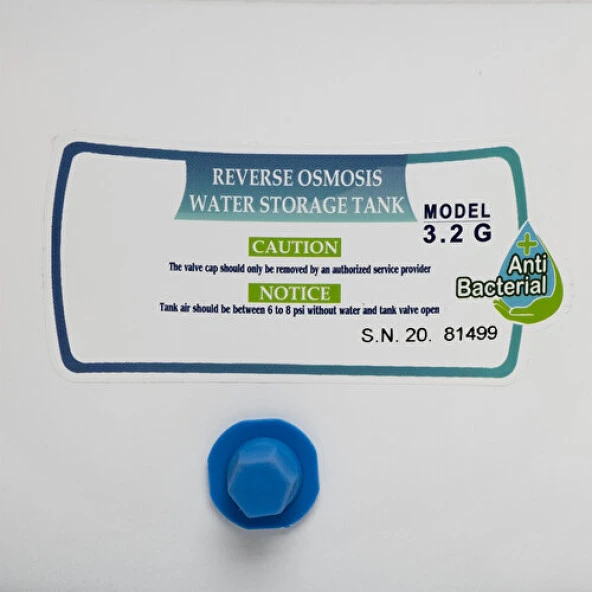 REVERSE OSMOSIS
WATER STORAGE TANK
MODEL
3.2 G
CAUTION
The valve cap should only be removed by an authorized service provider
NOTICE
Tank air should be between 6 to 8 psi without water and tank valve open
Anti
Bacterial
S.N. 20. 81499